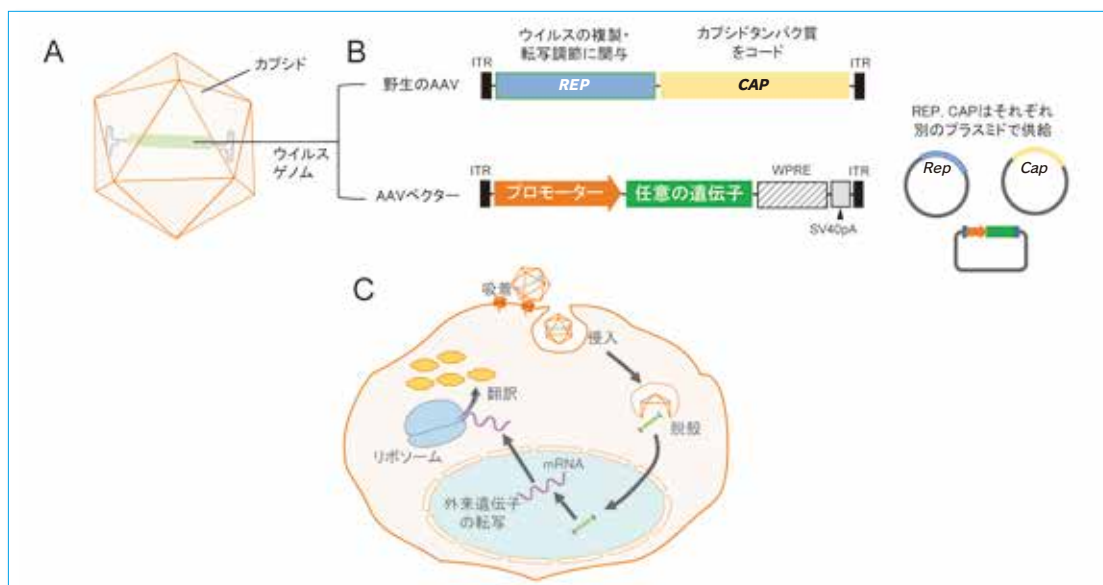 A
カプシド
ウイルス
ゲノム
B
ウイルスの複製・
転写調節に関与
カプシドタンパク質
をコード
野生のAAV
ITR
REP
CAP
ITR
AAVベクター
ITR
プロモーター
任意の遺伝子
WPRE
ITR
SV40pA
REP, CAPはそれぞれ
別のプラスミドで供給
Rep
Cap
C
吸着
侵入
脱殻
翻訳
リボソーム
mRNA
外来遺伝子
の転写